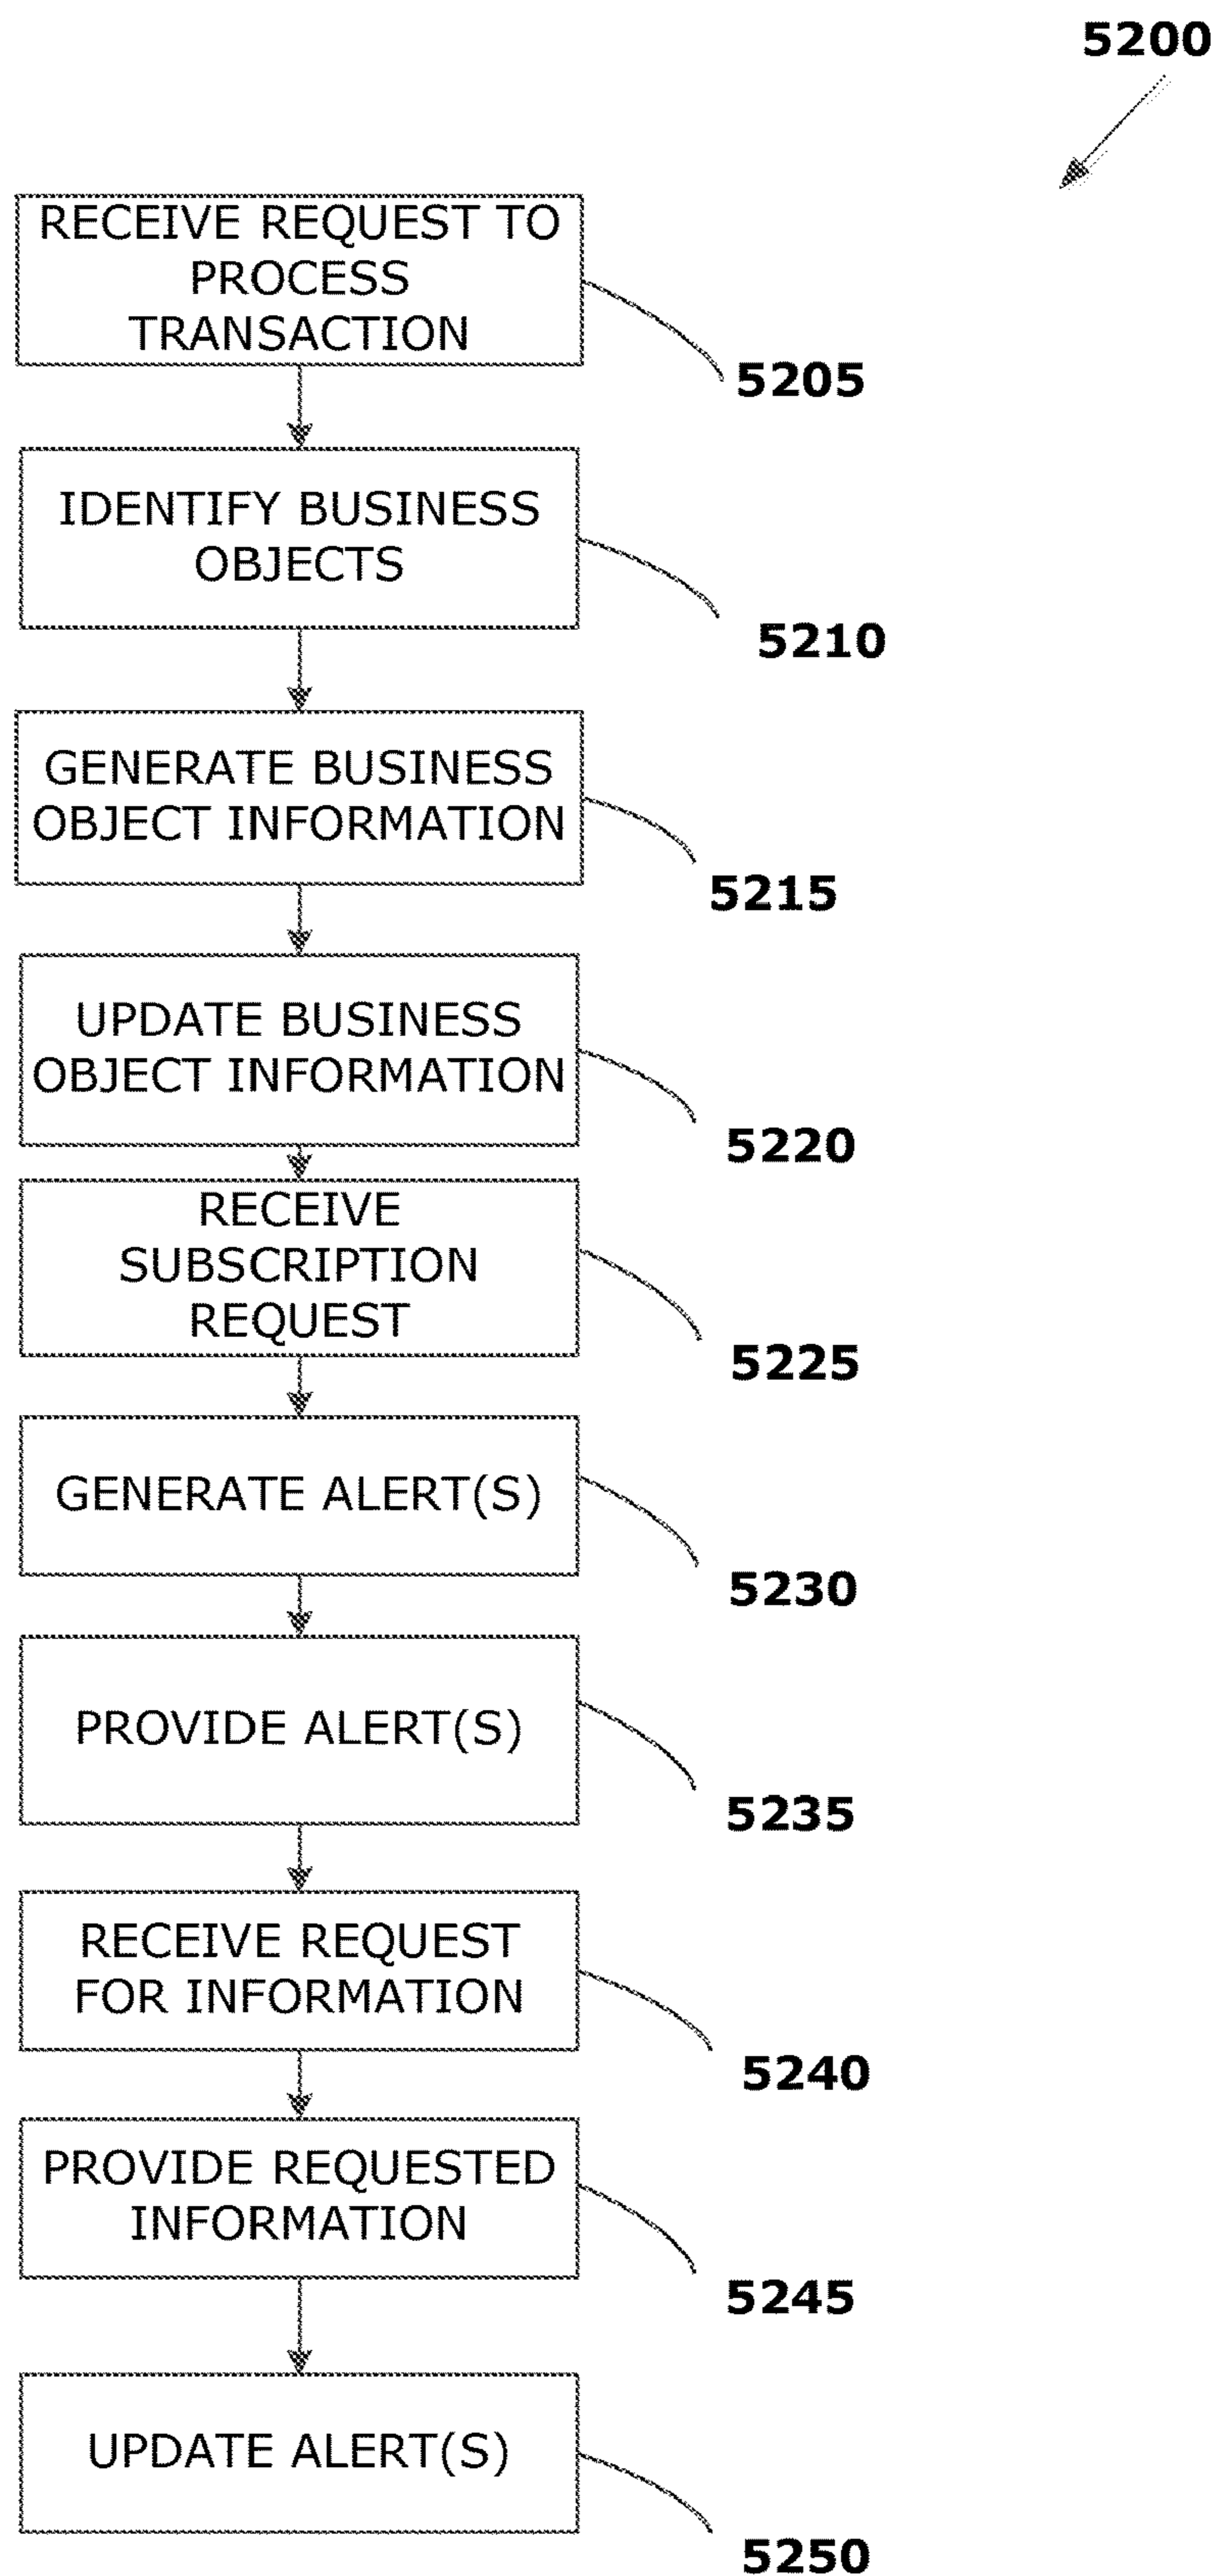 5200
RECEIVE REQUEST TO
PROCESS
TRANSACTION
5205
IDENTIFY BUSINESS
OBJECTS
5210
GENERATE BUSINESS
OBJECT INFORMATION
5215
UPDATE BUSINESS
OBJECT INFORMATION
5220
RECEIVE
SUBSCRIPTION
REQUEST
5225
GENERATE ALERT(S)
5230
PROVIDE ALERT(S)
5235
RECEIVE REQUEST
FOR INFORMATION
5240
PROVIDE REQUESTED
INFORMATION
5245
UPDATE ALERT(S)
5250